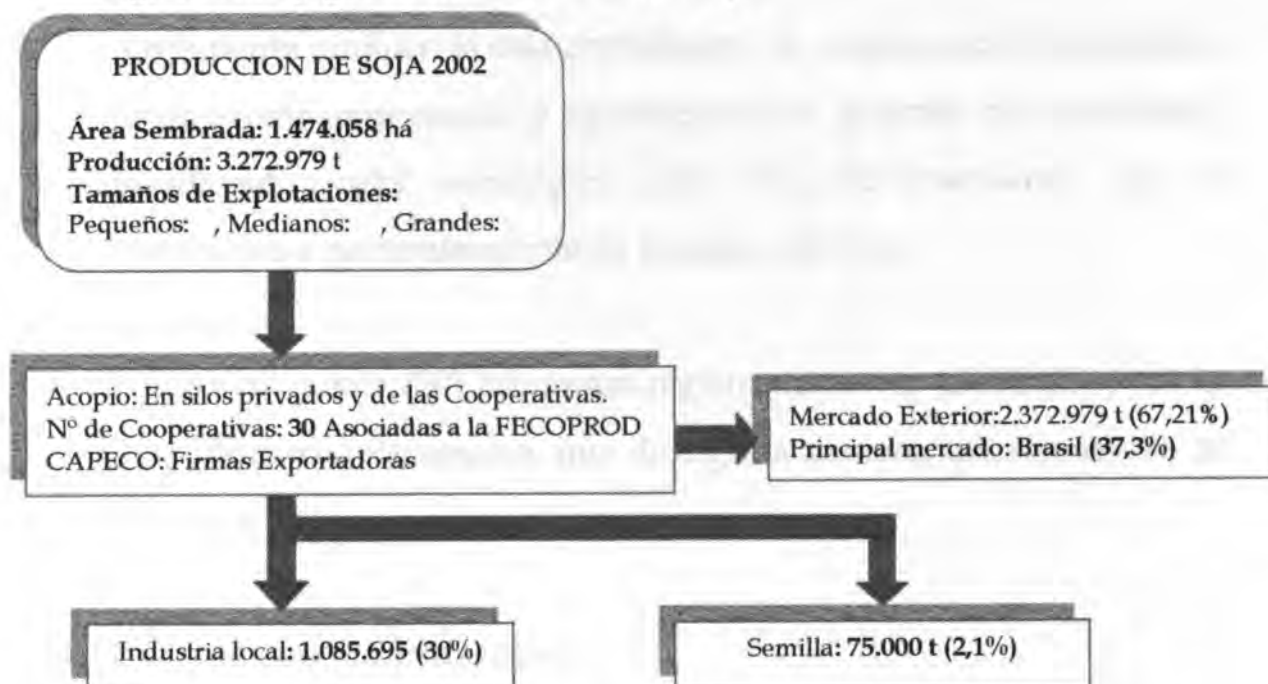 PRODUCCION DE SOJA 2002
Área Sembrada: 1.474.058 há
Producción: 3.272.979 t
Tamaños de Explotaciones:
Pequeños:   , Medianos:   , Grandes:
Acopio: En silos privados y de las Cooperativas.
Nº de Cooperativas: 30 Asociadas a la FECOPROD
CAPECO: Firmas Exportadoras
Mercado Exterior:2.372.979 t (67,21%)
Principal mercado: Brasil (37,3%)
Industria local: 1.085.695 (30%)
Semilla: 75.000 t (2,1%)